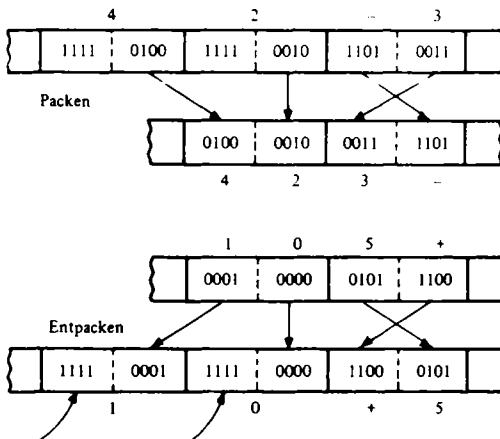 4 2 – 3
1111 0100 1111 0010 1101 0011
Packen
0100 0010 0011 1101
4 2 3 –
1 0 5 +
0001 0000 0101 1100
Entpacken
1111 0001 1111 0000 1100 0101
1 0 + 5